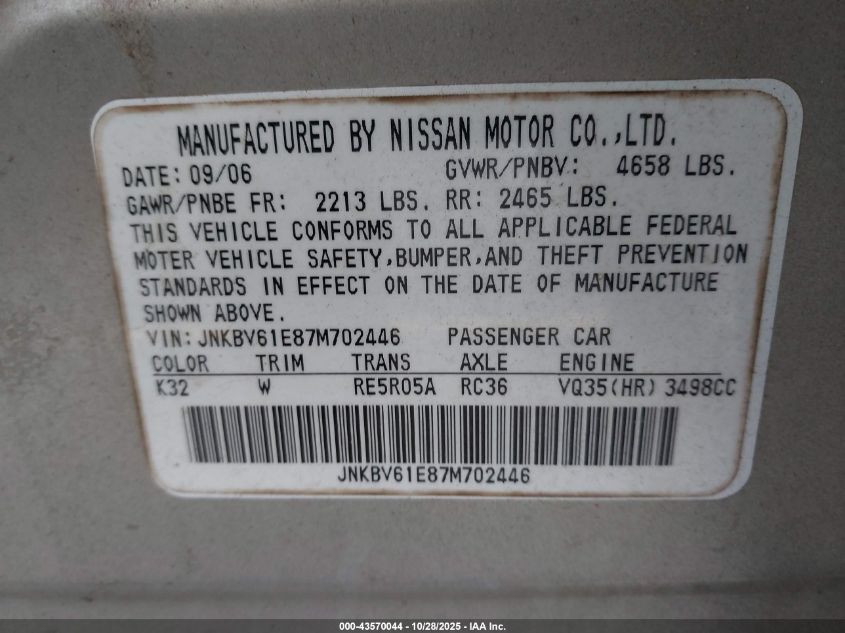 MANUFACTURED BY NISSAN MOTOR CO.,LTD.
DATE: 09/06 GVWR/PNBV: 4658 LBS.
GAWR/PNBE FR: 2213 LBS. RR: 2465 LBS.
THIS VEHICLE CONFORMS TO ALL APPLICABLE FEDERAL
MOTER VEHICLE SAFETY,BUMPER,AND THEFT PREVENTION
STANDARDS IN EFFECT ON THE DATE OF MANUFACTURE
SHOWN ABOVE.
VIN: JNKBV61E87M702446 PASSENGER CAR
COLOR TRIM TRANS AXLE ENGINE
K32 W RE5R05A RC36 VQ35(HR) 3498CC
JNKBV61E87M702446
000-43570044 - 10/28/2025 - IAA Inc.